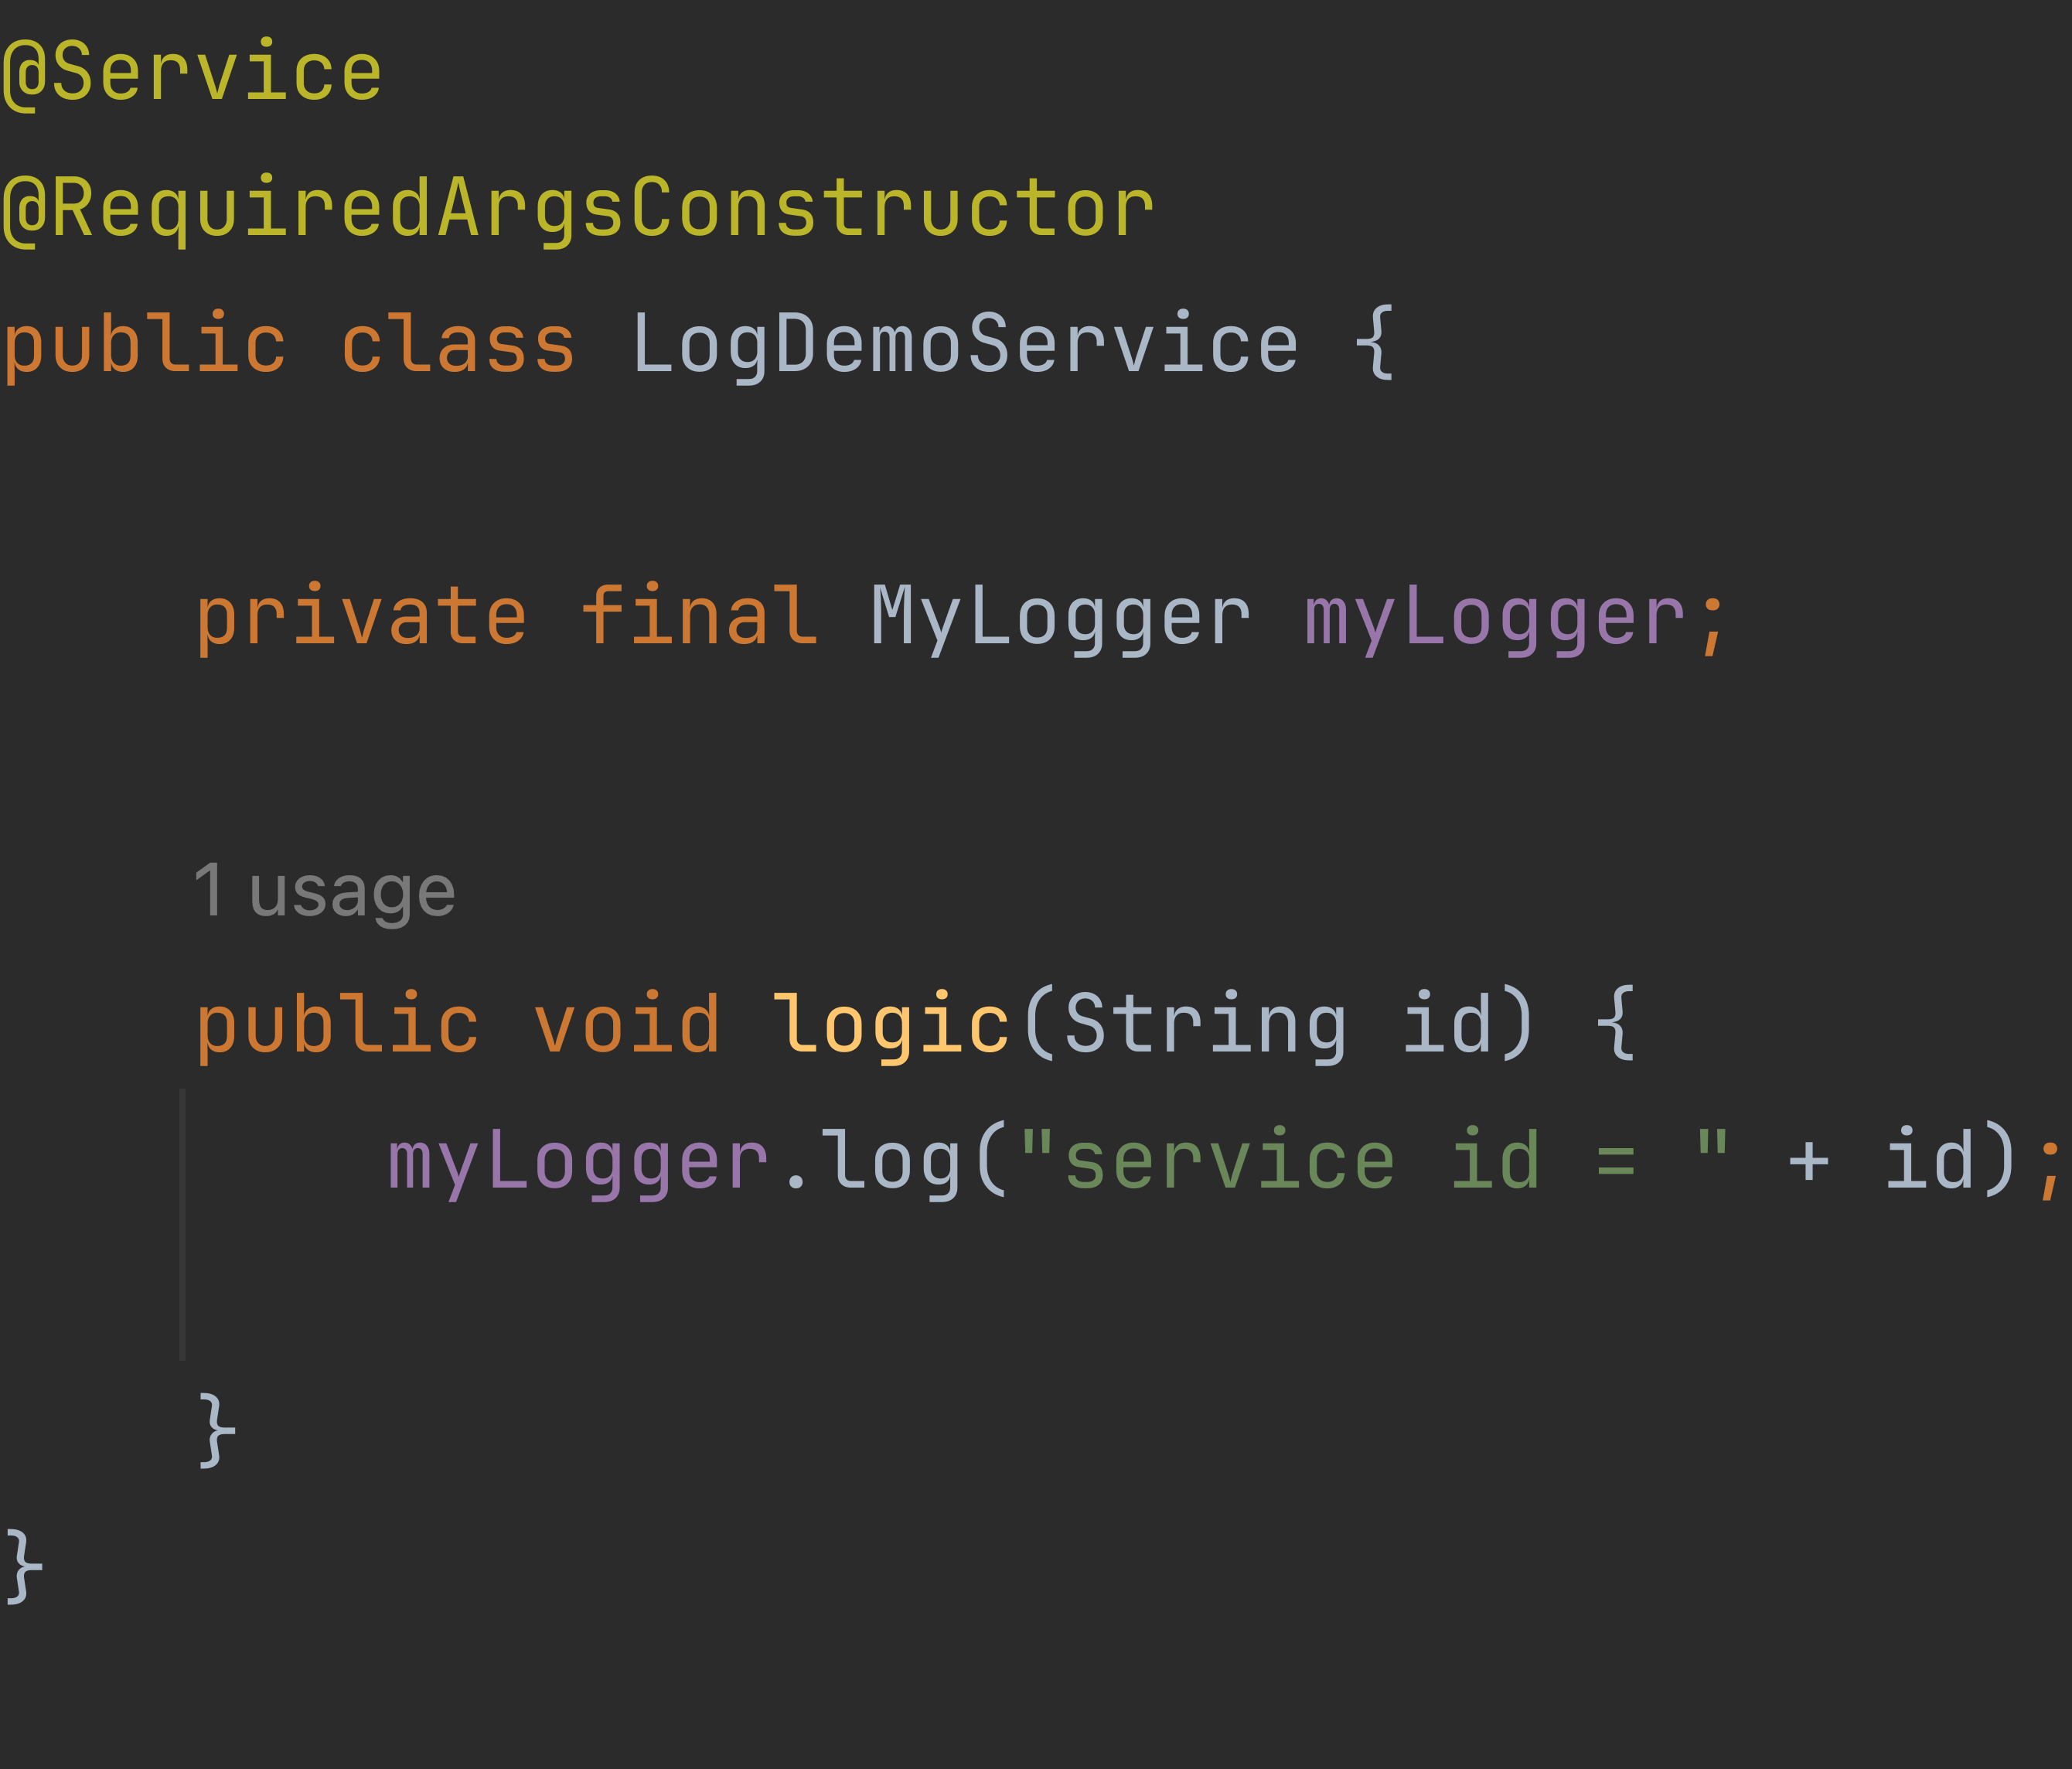 @Service
@RequiredArgsConstructor
public class LogDemoService {
private final MyLogger myLogger;
1 usage
public void logic(String id) {
myLogger.log("service id = " + id);
}
}